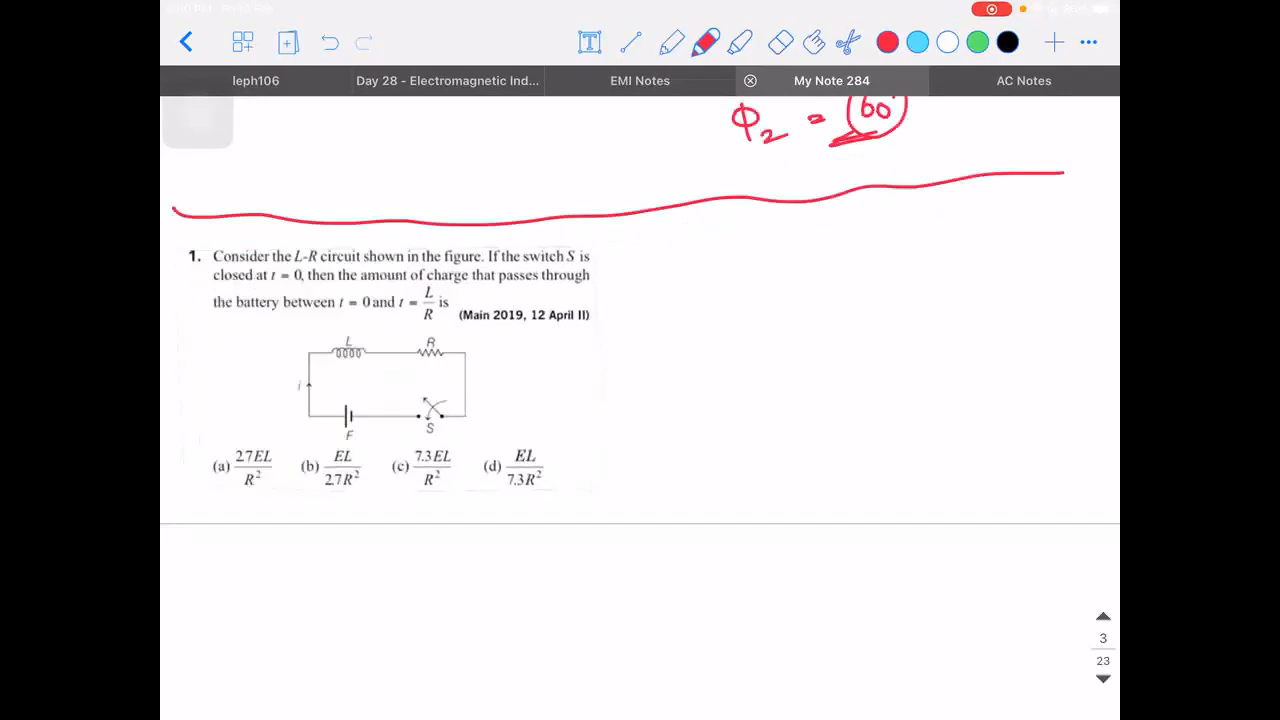 leph106
Day 28 - Electromagnetic Ind...
EMI Notes
My Note 284
AC Notes
Φ₂ = 60°
1. Consider the L-R circuit shown in the figure. If the switch S is
closed at t = 0, then the amount of charge that passes through
the battery between t = 0 and t = L/R is
(Main 2019, 12 April II)
L R
i
F S
(a) 2.7EL/R² (b) EL/2.7R² (c) 7.3EL/R² (d) EL/7.3R²
3
23